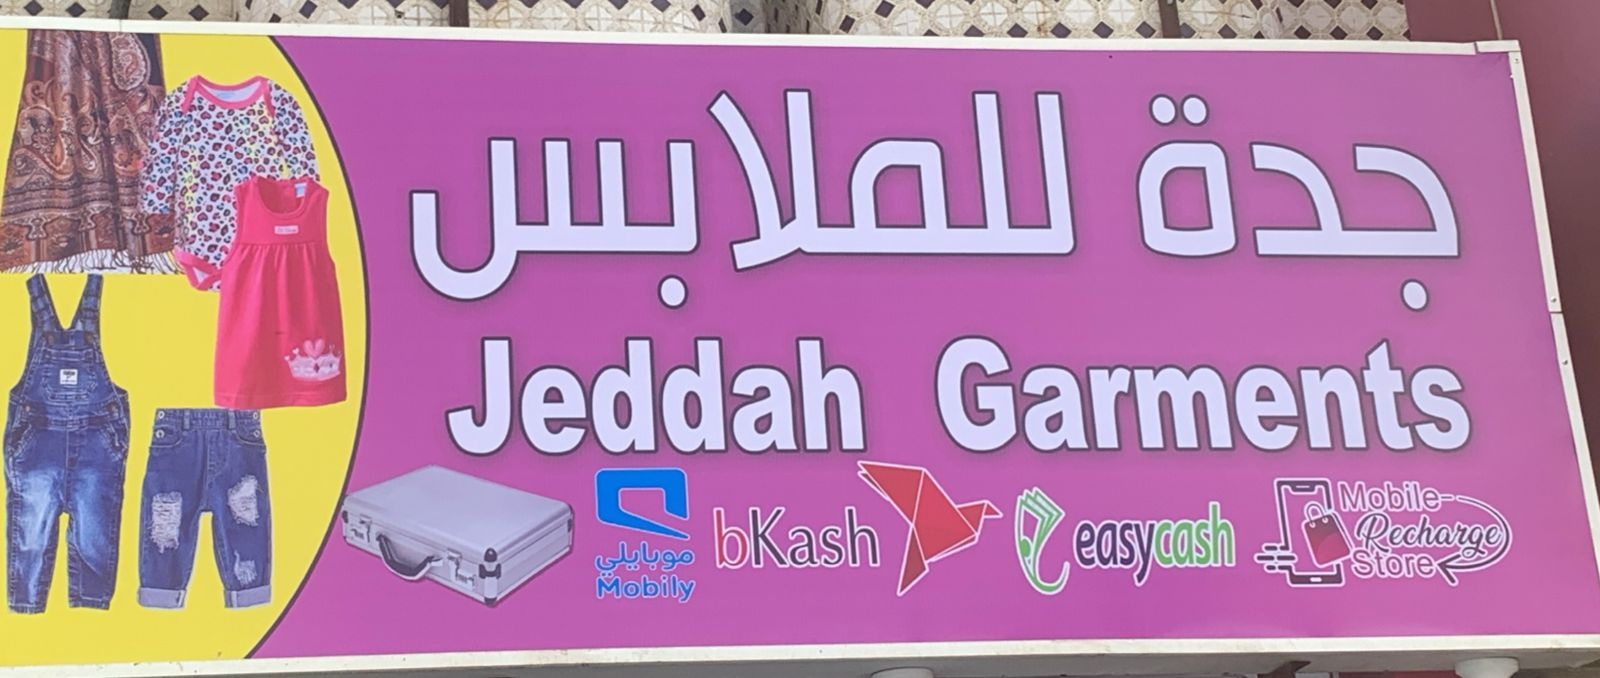 جدة للملابس
Jeddah Garments
موبايلي
Mobily
bKash
easycash
Mobile-
Recharge
Store